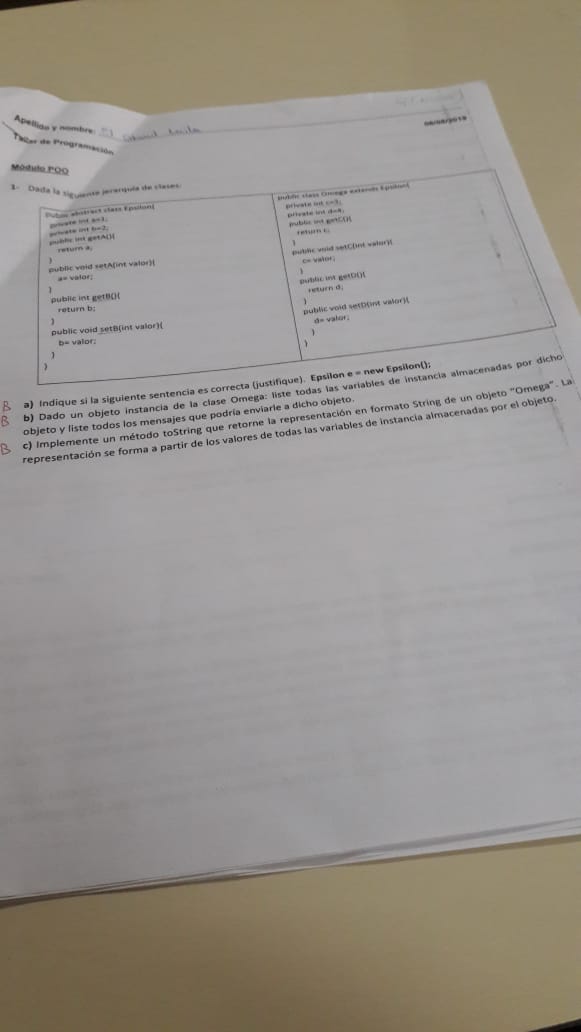 Apellido y nombre:
Taller de Programación
Módulo POO
1- Dada la siguiente jerarquía de clases:
public abstract class Epsilon{
private int a=1;
private int b=2;
public int getA(){
return a;
}
public void setA(int valor){
a= valor;
}
public int getB(){
return b;
}
public void setB(int valor){
b= valor;
}
}
public class Omega extends Epsilon{
private int c=3;
private int d=4;
public int getC(){
return c;
}
public void setC(int valor){
c= valor;
}
public int getD(){
return d;
}
public void setD(int valor){
d= valor;
}
}
B a) Indique si la siguiente sentencia es correcta (justifique). Epsilon e = new Epsilon();
B b) Dado un objeto instancia de la clase Omega: liste todas las variables de instancia almacenadas por dicho
objeto y liste todos los mensajes que podría enviarle a dicho objeto.
B c) Implemente un método toString que retorne la representación en formato String de un objeto "Omega". La
representación se forma a partir de los valores de todas las variables de instancia almacenadas por el objeto.